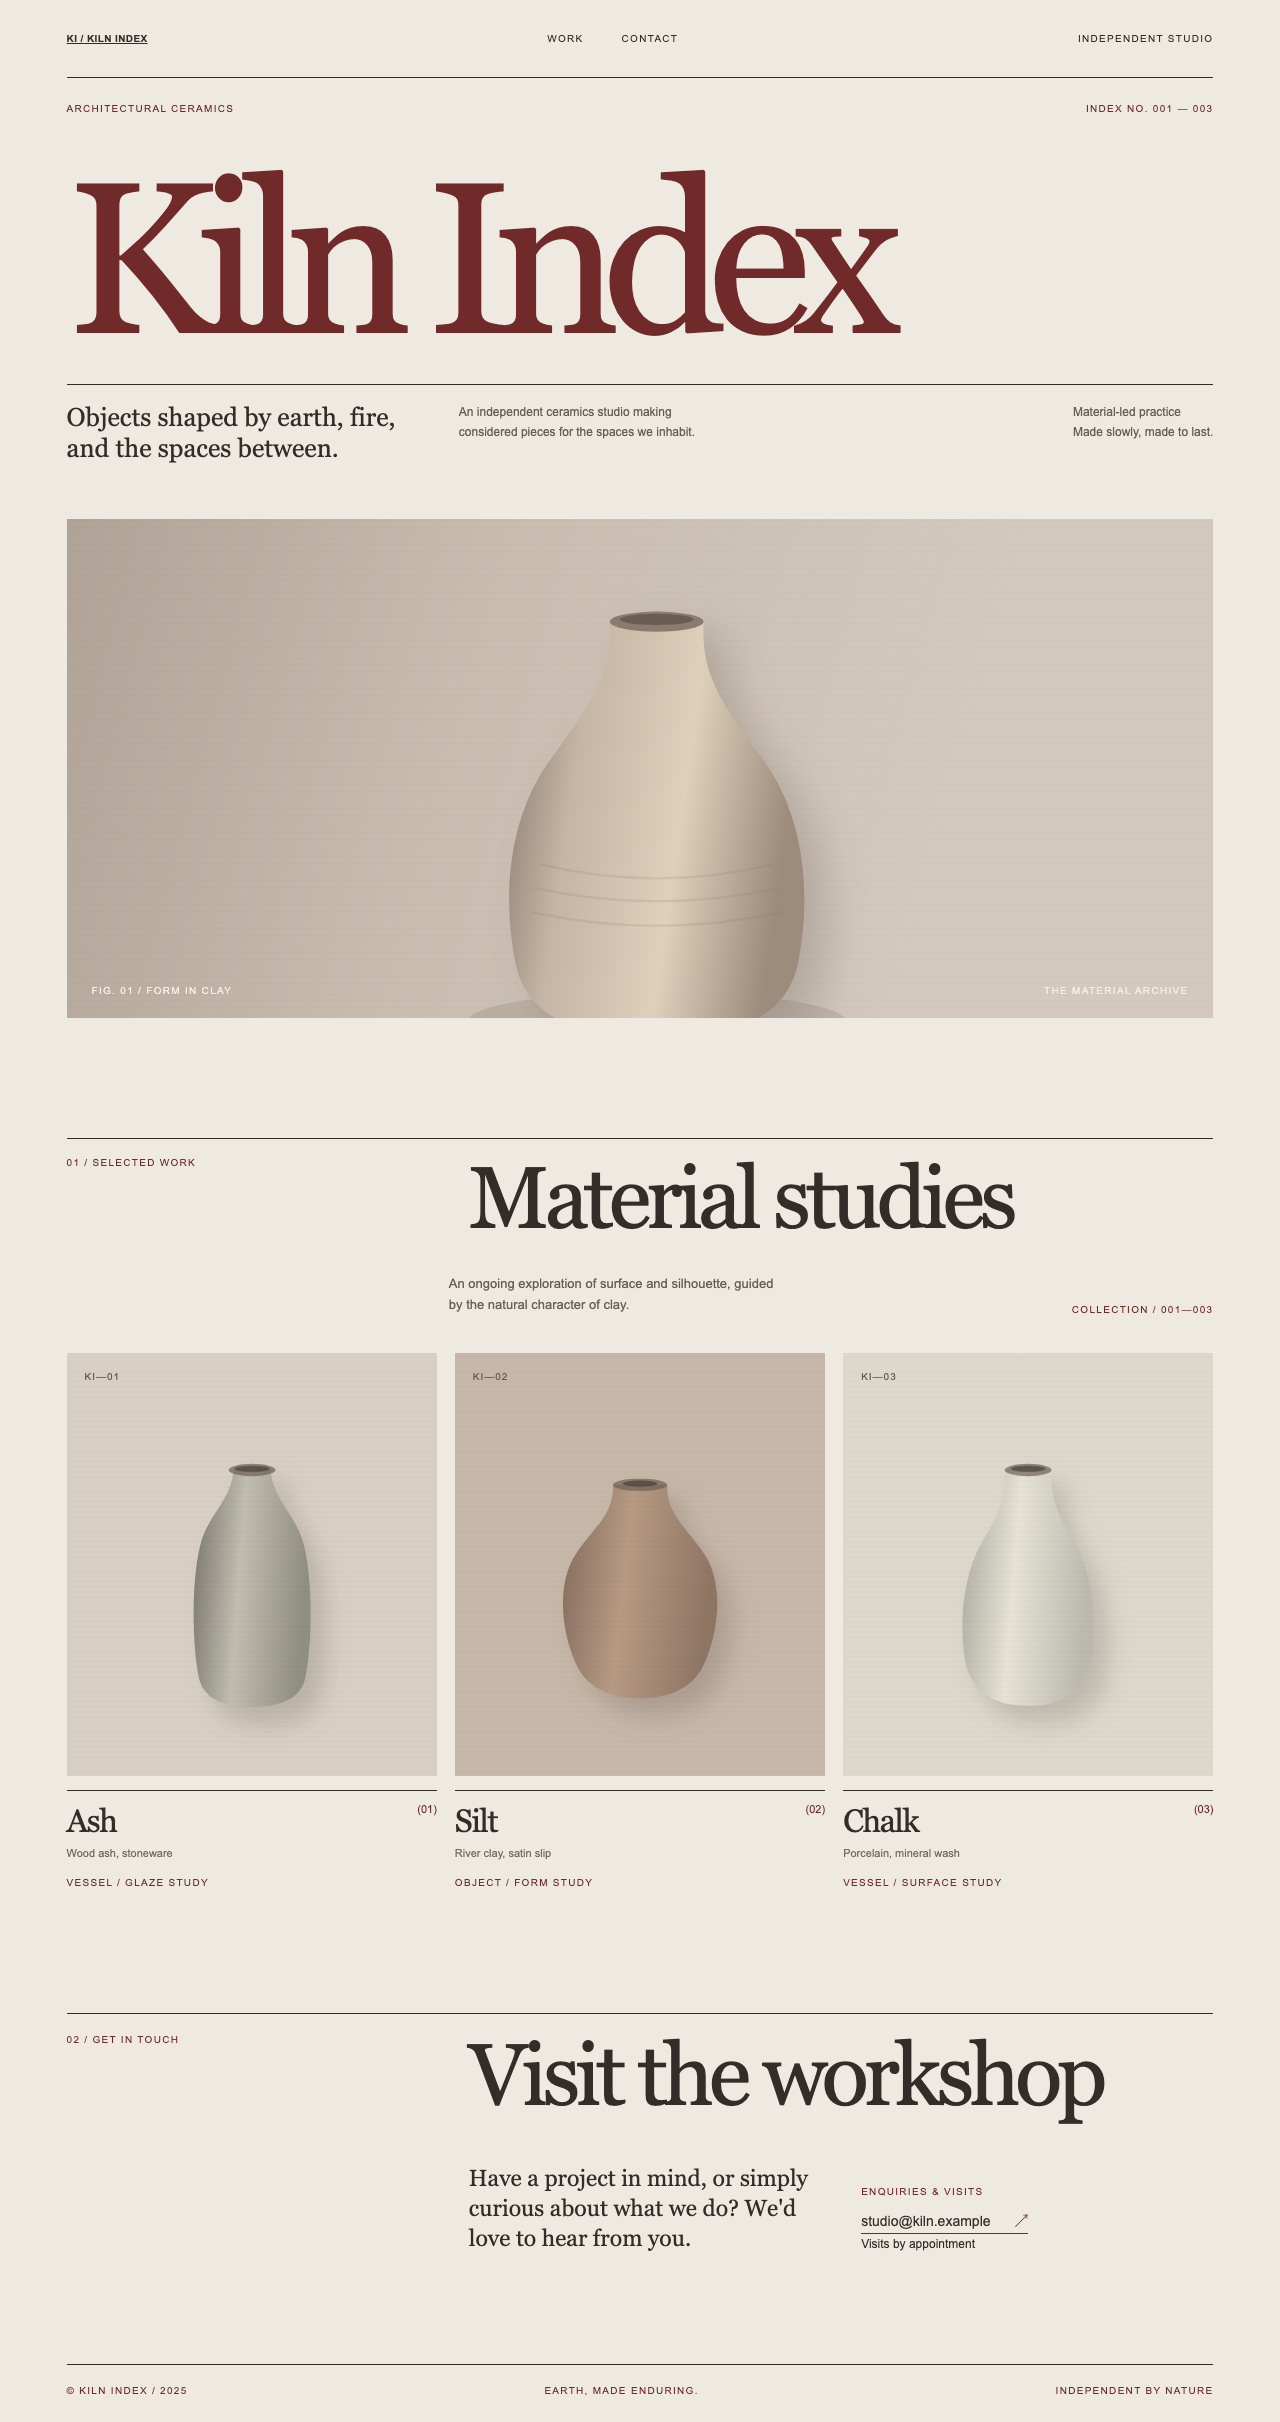 KI / KILN INDEX
WORK
CONTACT
INDEPENDENT STUDIO
ARCHITECTURAL CERAMICS
INDEX NO. 001 — 003
Kiln Index
Objects shaped by earth, fire,
and the spaces between.
An independent ceramics studio making
considered pieces for the spaces we inhabit.
Material-led practice
Made slowly, made to last.
FIG. 01 / FORM IN CLAY
THE MATERIAL ARCHIVE
01 / SELECTED WORK
Material studies
An ongoing exploration of surface and silhouette, guided
by the natural character of clay.
COLLECTION / 001—003
KI—01
KI—02
KI—03
Ash
(01)
Wood ash, stoneware
VESSEL / GLAZE STUDY
Silt
(02)
River clay, satin slip
OBJECT / FORM STUDY
Chalk
(03)
Porcelain, mineral wash
VESSEL / SURFACE STUDY
02 / GET IN TOUCH
Visit the workshop
Have a project in mind, or simply
curious about what we do? We'd
love to hear from you.
ENQUIRIES & VISITS
studio@kiln.example
Visits by appointment
© KILN INDEX / 2025
EARTH, MADE ENDURING.
INDEPENDENT BY NATURE